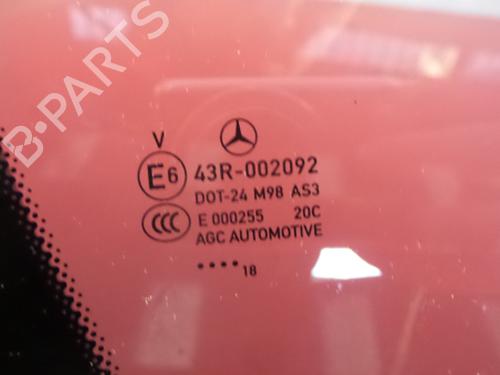 B-PARTS
V
E6 43R-002092
DOT-24 M98 AS3
CCC E 000255 20C
AGC AUTOMOTIVE
•••• 18